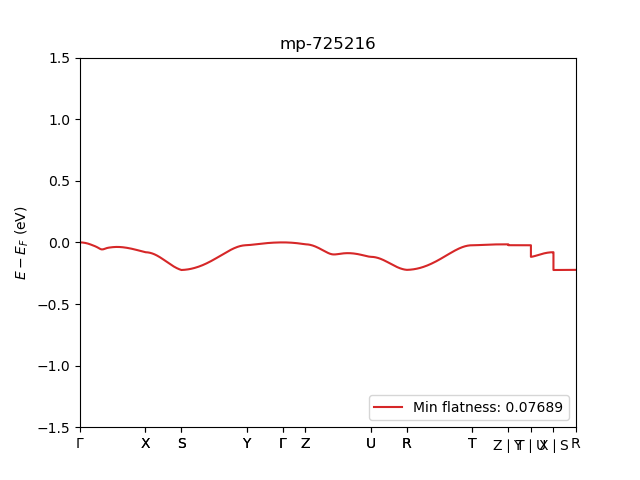 mp-725216
E − E_F (eV)
1.5
1.0
0.5
0.0
−0.5
−1.0
−1.5
Min flatness: 0.07689
Γ X S Y Γ Z U R T Z | Y T | U X | S R